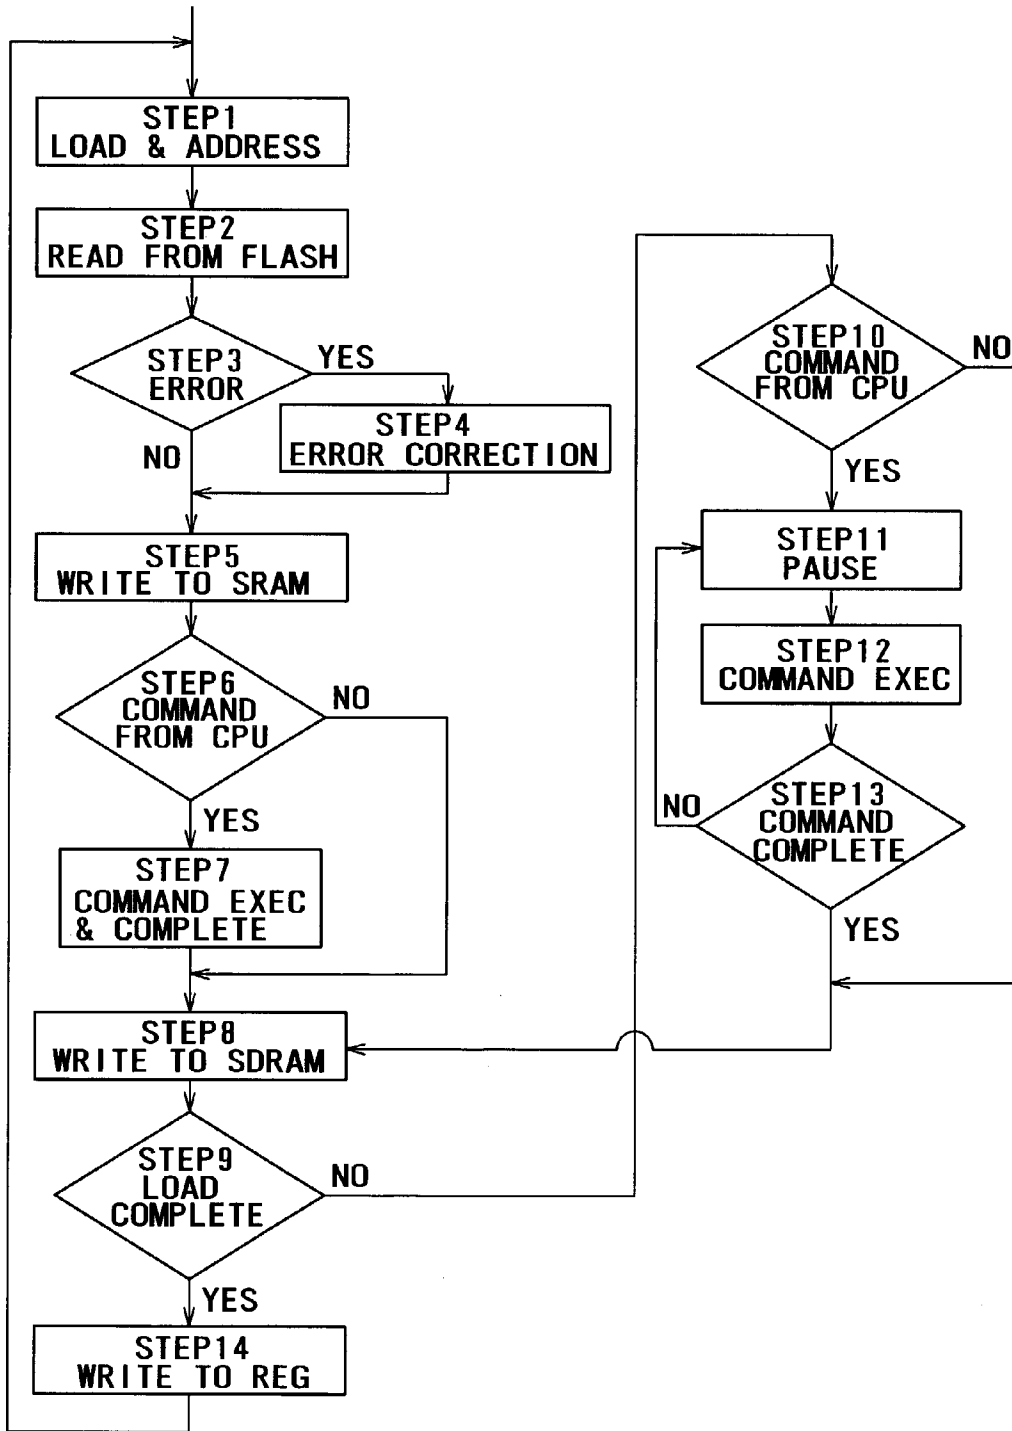 STEP1
LOAD & ADDRESS
STEP2
READ FROM FLASH
STEP3
ERROR
YES
NO
STEP4
ERROR CORRECTION
STEP5
WRITE TO SRAM
STEP6
COMMAND
FROM CPU
NO
YES
STEP7
COMMAND EXEC
& COMPLETE
STEP8
WRITE TO SDRAM
STEP9
LOAD
COMPLETE
NO
YES
STEP14
WRITE TO REG
STEP10
COMMAND
FROM CPU
NO
YES
STEP11
PAUSE
STEP12
COMMAND EXEC
STEP13
COMMAND
COMPLETE
NO
YES